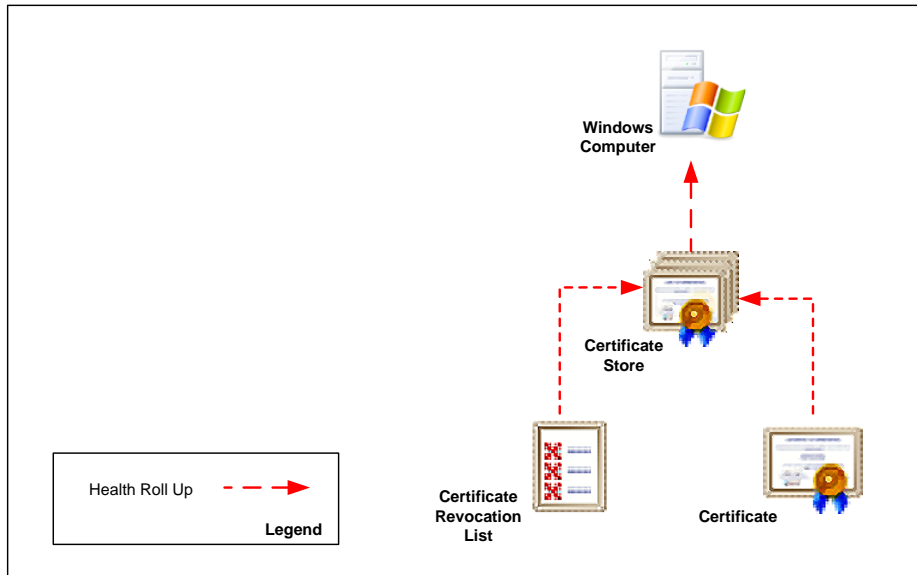 Windows
Computer
Certificate
Store
Certificate
Revocation
List
Certificate
Health Roll Up
Legend